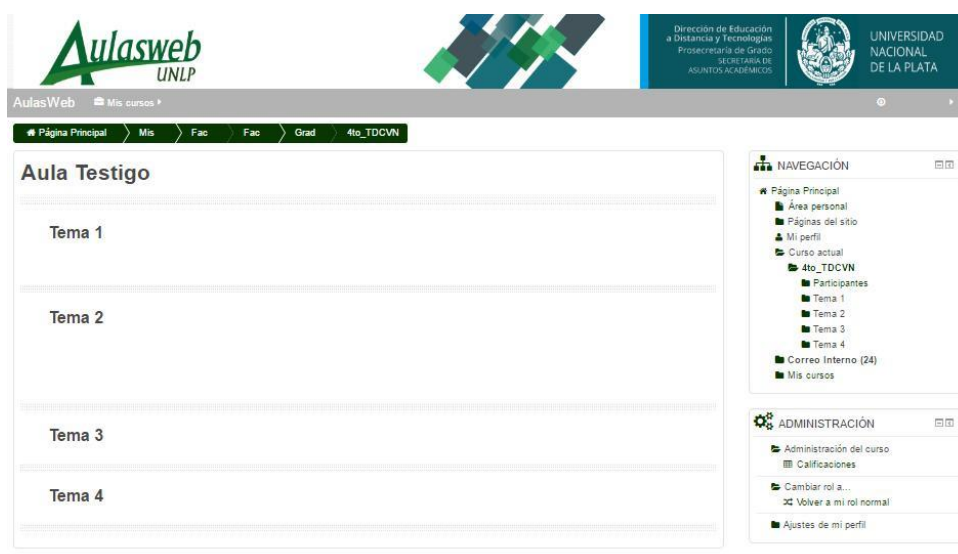 Aulasweb
UNLP
Dirección de Educación
a Distancia y Tecnologías
Prosecretaría de Grado
SECRETARÍA DE
ASUNTOS ACADÉMICOS
UNIVERSIDAD
NACIONAL
DE LA PLATA
AulasWeb Mis cursos
Página Principal Mis Fac Fac Grad 4to_TDCVN
Aula Testigo
Tema 1
Tema 2
Tema 3
Tema 4
NAVEGACIÓN
Página Principal
Área personal
Páginas del sitio
Mi perfil
Curso actual
4to_TDCVN
Participantes
Tema 1
Tema 2
Tema 3
Tema 4
Correo Interno (24)
Mis cursos
ADMINISTRACIÓN
Administración del curso
Calificaciones
Cambiar rol a...
Volver a mi rol normal
Ajustes de mi perfil